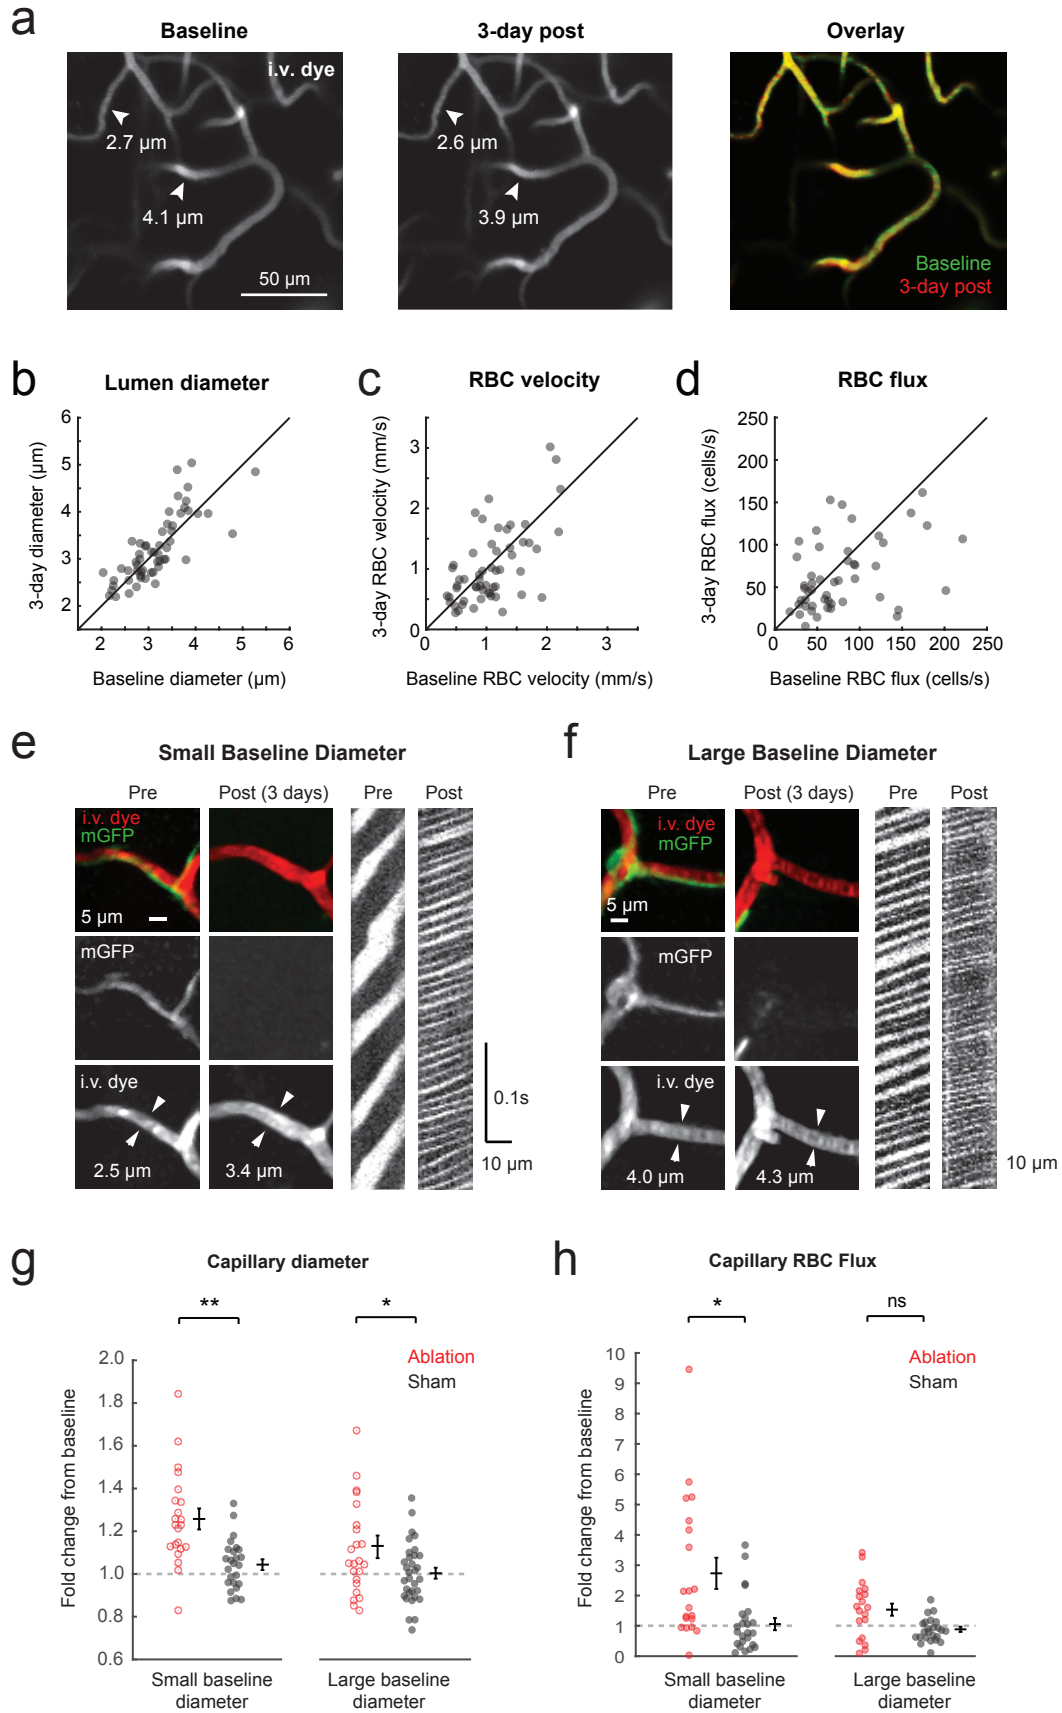 a
Baseline
3-day post
Overlay
i.v. dye
2.7 µm
4.1 µm
50 µm
2.6 µm
3.9 µm
Baseline
3-day post
b
Lumen diameter
3-day diameter (µm)
6
5
4
3
2
2 3 4 5 6
Baseline diameter (µm)
c
RBC velocity
3-day RBC velocity (mm/s)
3
2
1
0
0 1 2 3
Baseline RBC velocity (mm/s)
d
RBC flux
3-day RBC flux (cells/s)
250
200
150
100
50
0
0 50 100 150 200 250
Baseline RBC flux (cells/s)
e
Small Baseline Diameter
Pre
Post (3 days)
Pre
Post
i.v. dye
mGFP
5 µm
mGFP
i.v. dye
2.5 µm
3.4 µm
0.1s
10 µm
f
Large Baseline Diameter
Pre
Post (3 days)
Pre
Post
i.v. dye
mGFP
5 µm
mGFP
i.v. dye
4.0 µm
4.3 µm
10 µm
g
Capillary diameter
** *
Ablation
Sham
Fold change from baseline
2.0
1.8
1.6
1.4
1.2
1.0
0.8
0.6
Small baseline
diameter
Large baseline
diameter
h
Capillary RBC Flux
* ns
Ablation
Sham
Fold change from baseline
10
9
8
7
6
5
4
3
2
1
0
Small baseline
diameter
Large baseline
diameter